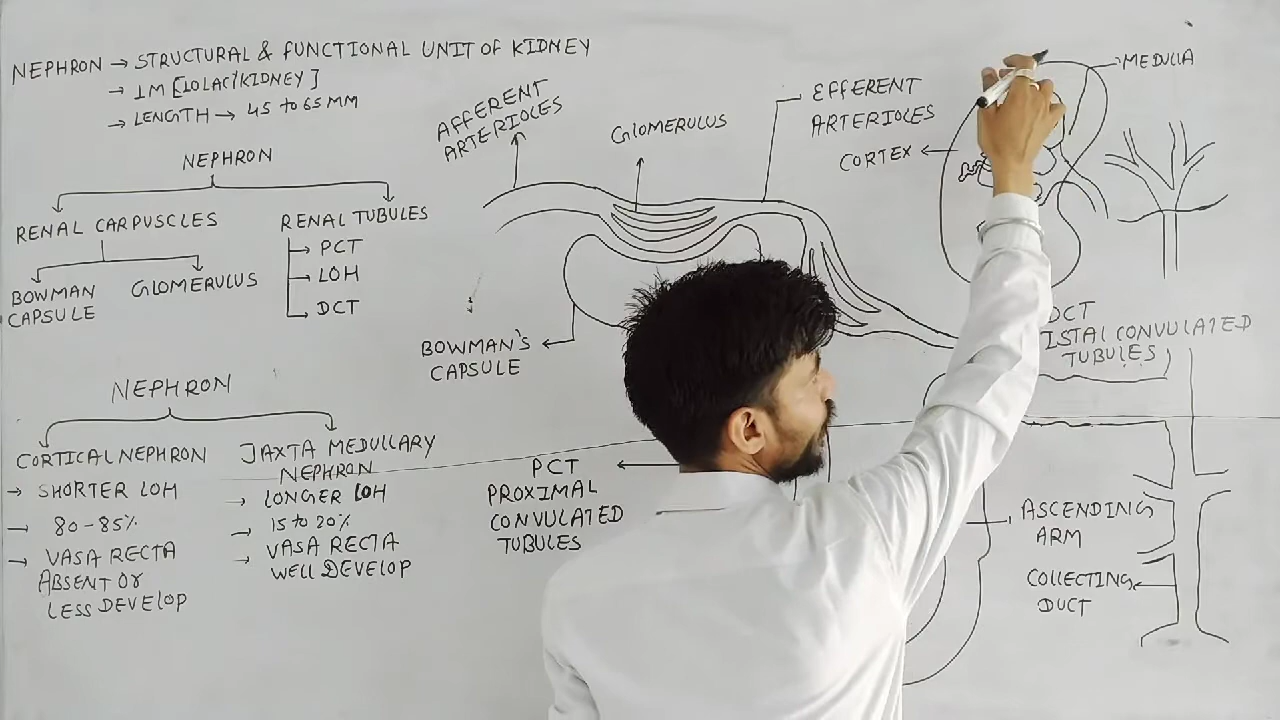 NEPHRON → STRUCTURAL & FUNCTIONAL UNIT OF KIDNEY
→ 1M [10 LAC/KIDNEY]
→ LENGTH → 45 to 65 MM
NEPHRON
RENAL CARPUSCLES
RENAL TUBULES
→ PCT
→ LOH
DCT
BOWMAN
CAPSULE
GLOMERULUS
NEPHRON
CORTICAL NEPHRON
→ SHORTER LOH
→ 80-85%
→ VASA RECTA
ABSENT OR
LESS DEVELOP
JAXTA MEDULLARY
NEPHRON
→ LONGER LOH
→ 15 to 20%
→ VASA RECTA
WELL DEVELOP
AFFERENT
ARTERIOLES
GLOMERULUS
EFFERENT
ARTERIOLES
CORTEX
MEDULLA
BOWMAN'S
CAPSULE
PCT
PROXIMAL
CONVULATED
TUBULES
DCT
ISTAL CONVULATED
TUBULES
ASCENDING
ARM
COLLECTING
DUCT